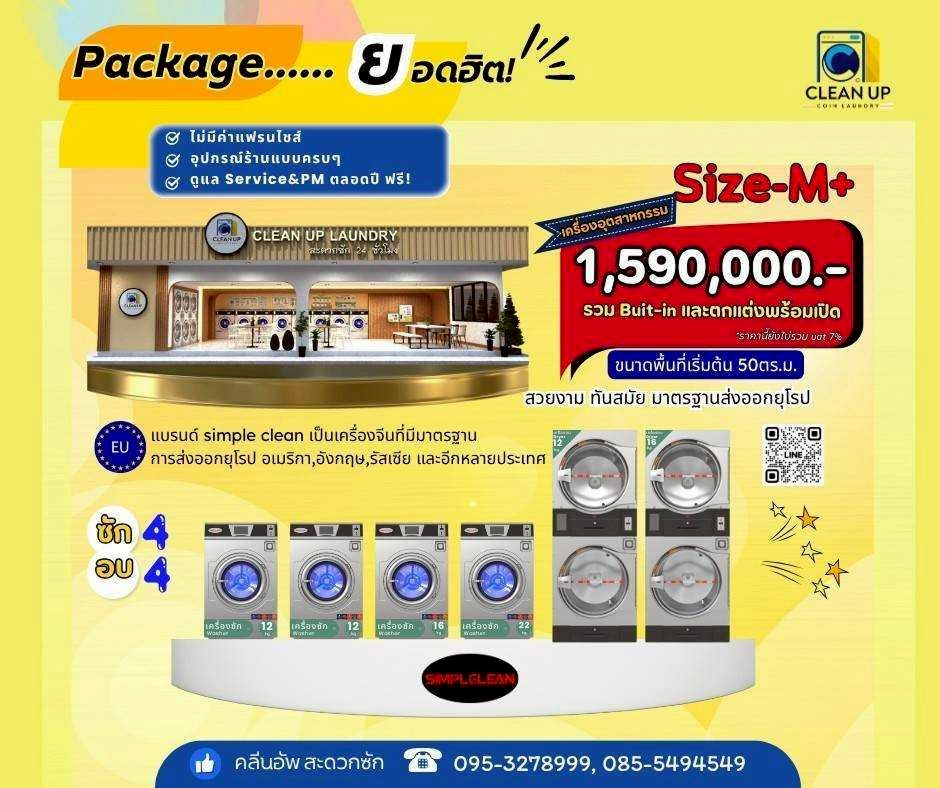 Package...... ยอดฮิต!
CLEAN UP
COIN LAUNDRY
ไม่มีค่าแฟรนไชส์
อุปกรณ์ร้านแบบครบๆ
ดูแล Service&PM ตลอดปี ฟรี!
Size-M+
เครื่องอุตสาหกรรม
1,590,000.-
รวม Buit-in และตกแต่งพร้อมเปิด
*ราคานี้ยังไม่รวม vat 7%
CLEAN UP
CLEAN UP LAUNDRY
สะดวกซัก 24 ชั่วโมง
CLEAN UP
ขนาดพื้นที่เริ่มต้น 50ตร.ม.
สวยงาม ทันสมัย มาตรฐานส่งออกยุโรป
EU
แบรนด์ simple clean เป็นเครื่องจีนที่มีมาตรฐาน
การส่งออกยุโรป อเมริกา,อังกฤษ,รัสเซีย และอีกหลายประเทศ
12
16
LINE
ซัก 4
อบ 4
เครื่องซัก 12
Washer kg
เครื่องซัก 12
Washer kg
เครื่องซัก 16
Washer kg
เครื่องซัก 22
Washer kg
SIMPLELEAN
คลีนอัพ สะดวกซัก
095-3278999, 085-5494549